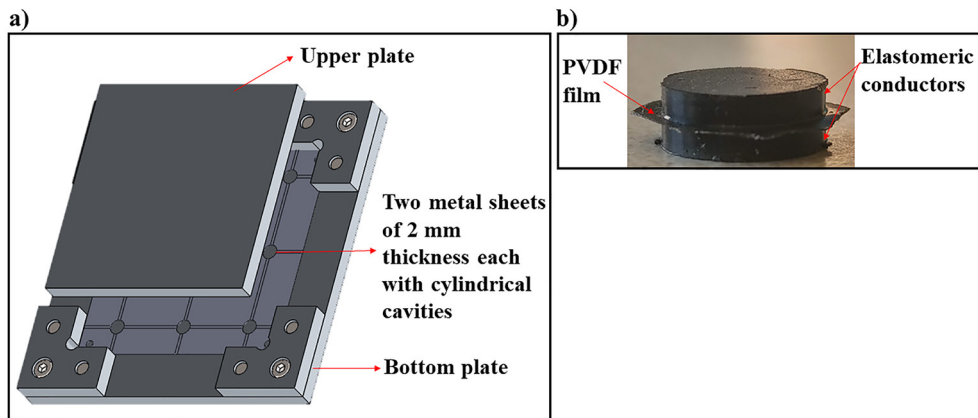 a)
Upper plate
Two metal sheets
of 2 mm
thickness each
with cylindrical
cavities
Bottom plate
b)
PVDF
film
Elastomeric
conductors